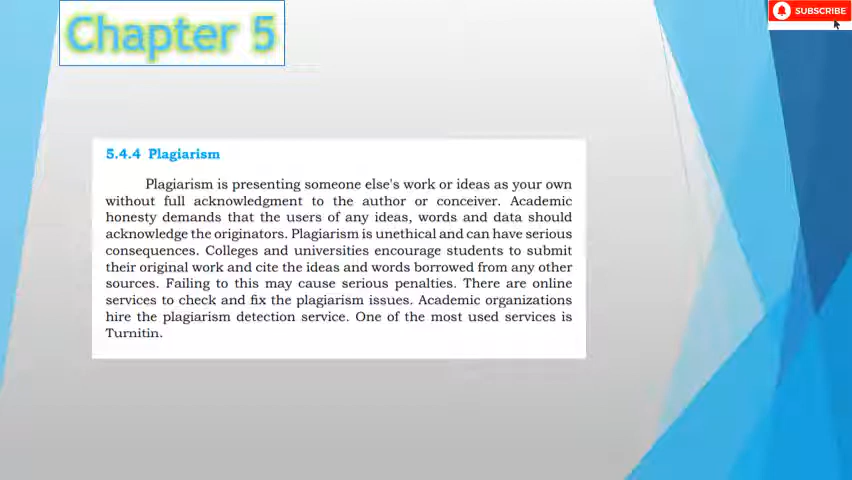 Chapter 5
SUBSCRIBE
5.4.4 Plagiarism
Plagiarism is presenting someone else's work or ideas as your own
without full acknowledgment to the author or conceiver. Academic
honesty demands that the users of any ideas, words and data should
acknowledge the originators. Plagiarism is unethical and can have serious
consequences. Colleges and universities encourage students to submit
their original work and cite the ideas and words borrowed from any other
sources. Failing to this may cause serious penalties. There are online
services to check and fix the plagiarism issues. Academic organizations
hire the plagiarism detection service. One of the most used services is
Turnitin.